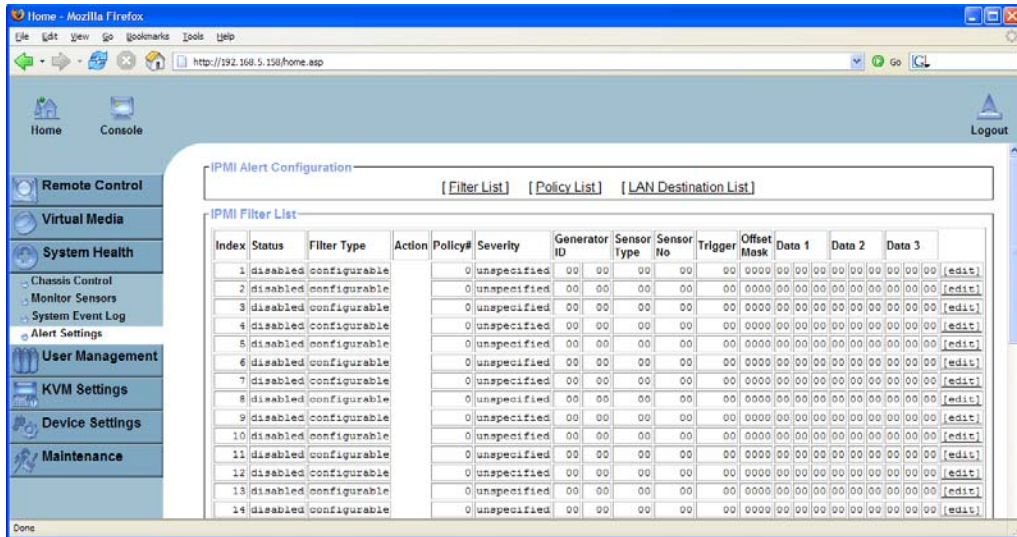 Home - Mozilla Firefox
File Edit View Go Bookmarks Tools Help
http://192.168.5.158/home.asp Go
Home Console Logout
Remote Control
Virtual Media
System Health
Chassis Control
Monitor Sensors
System Event Log
Alert Settings
User Management
KVM Settings
Device Settings
Maintenance
IPMI Alert Configuration
[ Filter List ] [ Policy List ] [ LAN Destination List ]
IPMI Filter List
Index Status Filter Type Action Policy# Severity Generator ID Sensor Type Sensor No Trigger Offset Mask Data 1 Data 2 Data 3
1 disabled configurable 0 unspecified 00 00 00 00 00 0000 00 00 00 00 00 00 00 00 00 [edit]
2 disabled configurable 0 unspecified 00 00 00 00 00 0000 00 00 00 00 00 00 00 00 00 [edit]
3 disabled configurable 0 unspecified 00 00 00 00 00 0000 00 00 00 00 00 00 00 00 00 [edit]
4 disabled configurable 0 unspecified 00 00 00 00 00 0000 00 00 00 00 00 00 00 00 00 [edit]
5 disabled configurable 0 unspecified 00 00 00 00 00 0000 00 00 00 00 00 00 00 00 00 [edit]
6 disabled configurable 0 unspecified 00 00 00 00 00 0000 00 00 00 00 00 00 00 00 00 [edit]
7 disabled configurable 0 unspecified 00 00 00 00 00 0000 00 00 00 00 00 00 00 00 00 [edit]
8 disabled configurable 0 unspecified 00 00 00 00 00 0000 00 00 00 00 00 00 00 00 00 [edit]
9 disabled configurable 0 unspecified 00 00 00 00 00 0000 00 00 00 00 00 00 00 00 00 [edit]
10 disabled configurable 0 unspecified 00 00 00 00 00 0000 00 00 00 00 00 00 00 00 00 [edit]
11 disabled configurable 0 unspecified 00 00 00 00 00 0000 00 00 00 00 00 00 00 00 00 [edit]
12 disabled configurable 0 unspecified 00 00 00 00 00 0000 00 00 00 00 00 00 00 00 00 [edit]
13 disabled configurable 0 unspecified 00 00 00 00 00 0000 00 00 00 00 00 00 00 00 00 [edit]
14 disabled configurable 0 unspecified 00 00 00 00 00 0000 00 00 00 00 00 00 00 00 00 [edit]
Done